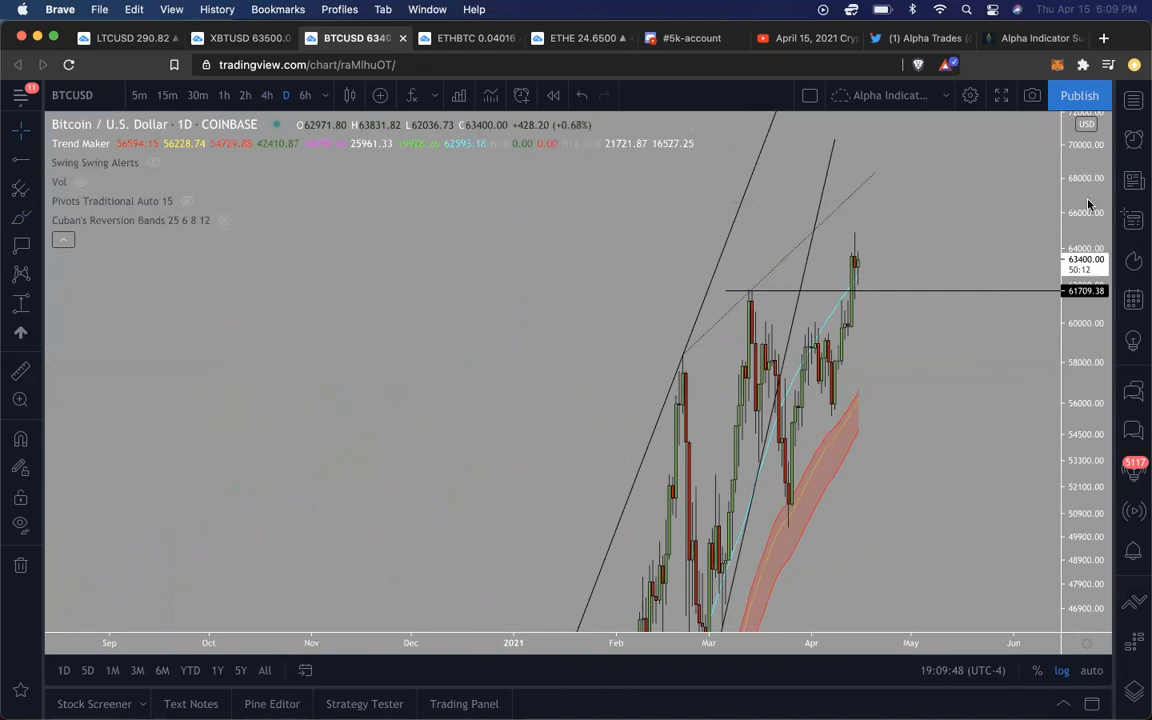 Brave File Edit View History Bookmarks Profiles Tab Window Help Thu Apr 15 6:09 PM
LTCUSD 290.82 XBTUSD 63500.0 BTCUSD 6340 ETHBTC 0.04016 ETHE 24.6500 #5k-account April 15, 2021 Cryp (1) Alpha Trades ( Alpha Indicator Su
tradingview.com/chart/raMlhuOT/
11
BTCUSD 5m 15m 30m 1h 2h 4h D 6h Alpha Indicat... Publish
Bitcoin / U.S. Dollar · 1D · COINBASE O62971.80 H63831.82 L62036.73 C63400.00 +428.20 (+0.68%)
Trend Maker 56594.15 56228.74 54729.88 42410.87 25961.33 19928.26 62593.18 n/a n/a 0.00 0.00 n/a n/a 21721.87 16527.25
Swing Swing Alerts
Vol
Pivots Traditional Auto 15
Cuban's Reversion Bands 25 6 8 12
72000.00
USD
70000.00
68000.00
66000.00
64000.00
63400.00
50:12
61709.38
60000.00
58000.00
56000.00
54500.00
53300.00
5117
52100.00
50900.00
49900.00
48900.00
47900.00
46900.00
Sep Oct Nov Dec 2021 Feb Mar Apr May Jun
1D 5D 1M 3M 6M YTD 1Y 5Y All 19:09:48 (UTC-4) % log auto
Stock Screener Text Notes Pine Editor Strategy Tester Trading Panel